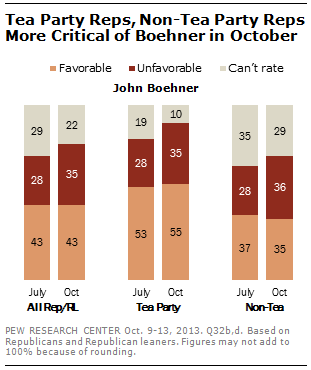 Tea Party Reps, Non-Tea Party Reps
More Critical of Boehner in October
Favorable Unfavorable Can't rate
John Boehner
29 22 19 10 35 29
28 35 28 35 28 36
43 43 53 55 37 35
July Oct July Oct July Oct
All Rep/RL Tea Party Non-Tea
PEW RESEARCH CENTER Oct. 9-13, 2013. Q32b,d. Based on
Republicans and Republican leaners. Figures may not add to
100% because of rounding.